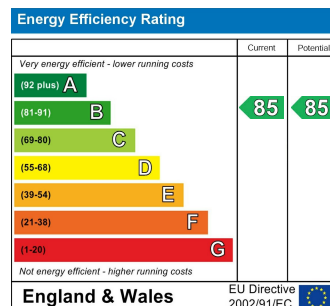 Energy Efficiency Rating
Current Potential
Very energy efficient - lower running costs
(92 plus) A
(81-91) B 85 85
(69-80) C
(55-68) D
(39-54) E
(21-38) F
(1-20) G
Not energy efficient - higher running costs
England & Wales EU Directive
2002/91/EC